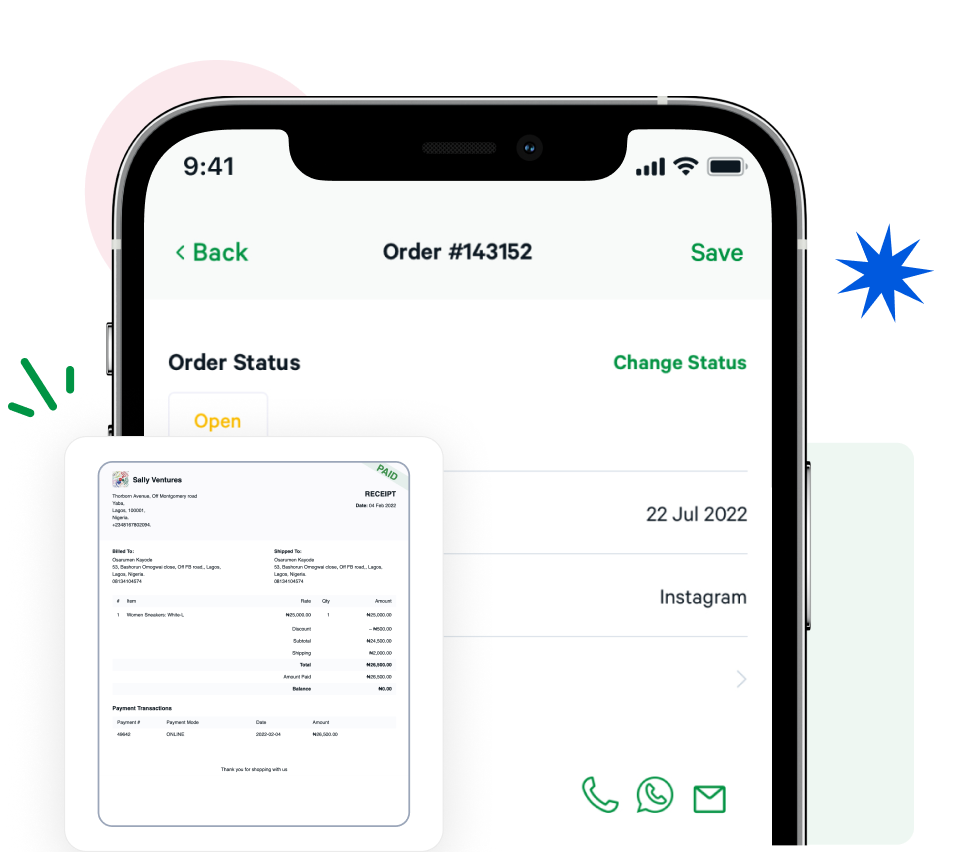 9:41
Back
Order #143152
Save
Order Status
Change Status
Open
22 Jul 2022
Instagram
PAID
Sally Ventures
RECEIPT
Thorborn Avenue, Off Montgomery road
Date: 04 Feb 2022
Yaba,
Lagos, 100001,
Nigeria.
+2348167802094.
Billed To:
Osarumen Kayode
53, Bashorun Omogwai close, Off FB road,, Lagos,
Lagos, Nigeria.
08134104574
Shipped To:
Osarumen Kayode
53, Bashorun Omogwai close, Off FB road,, Lagos,
Lagos, Nigeria.
08134104574
# Item Rate Qty Amount
1 Women Sneakers: White-L ₦25,000.00 1 ₦25,000.00
Discount – ₦500.00
Subtotal ₦24,500.00
Shipping ₦2,000.00
Total ₦26,500.00
Amount Paid ₦26,500.00
Balance ₦0.00
Payment Transactions
Payment # Payment Mode Date Amount
49942 ONLINE 2022-02-04 ₦26,500.00
Thank you for shopping with us